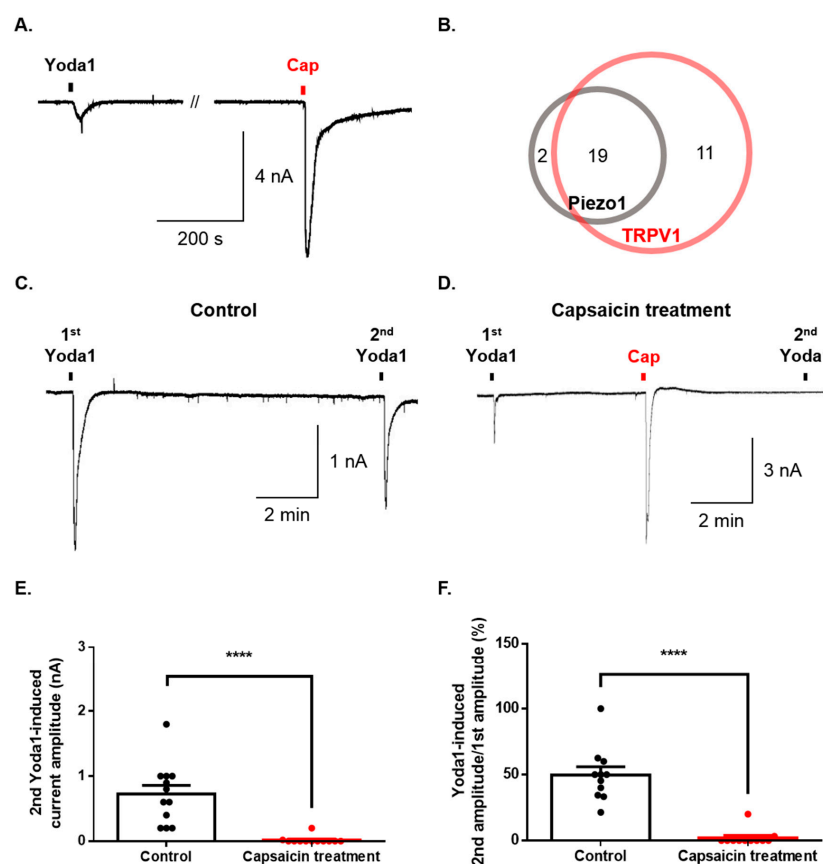 A.
Yoda1
Cap
//
4 nA
200 s
B.
2
19
11
Piezo1
TRPV1
C.
Control
1st
Yoda1
2nd
Yoda1
1 nA
2 min
D.
Capsaicin treatment
1st
Yoda1
Cap
2nd
Yoda
3 nA
2 min
E.
2nd Yoda1-induced
current amplitude (nA)
3
2
1
0
****
Control
Capsaicin treatment
F.
Yoda1-induced
2nd amplitude/1st amplitude (%)
150
100
50
0
****
Control
Capsaicin treatment